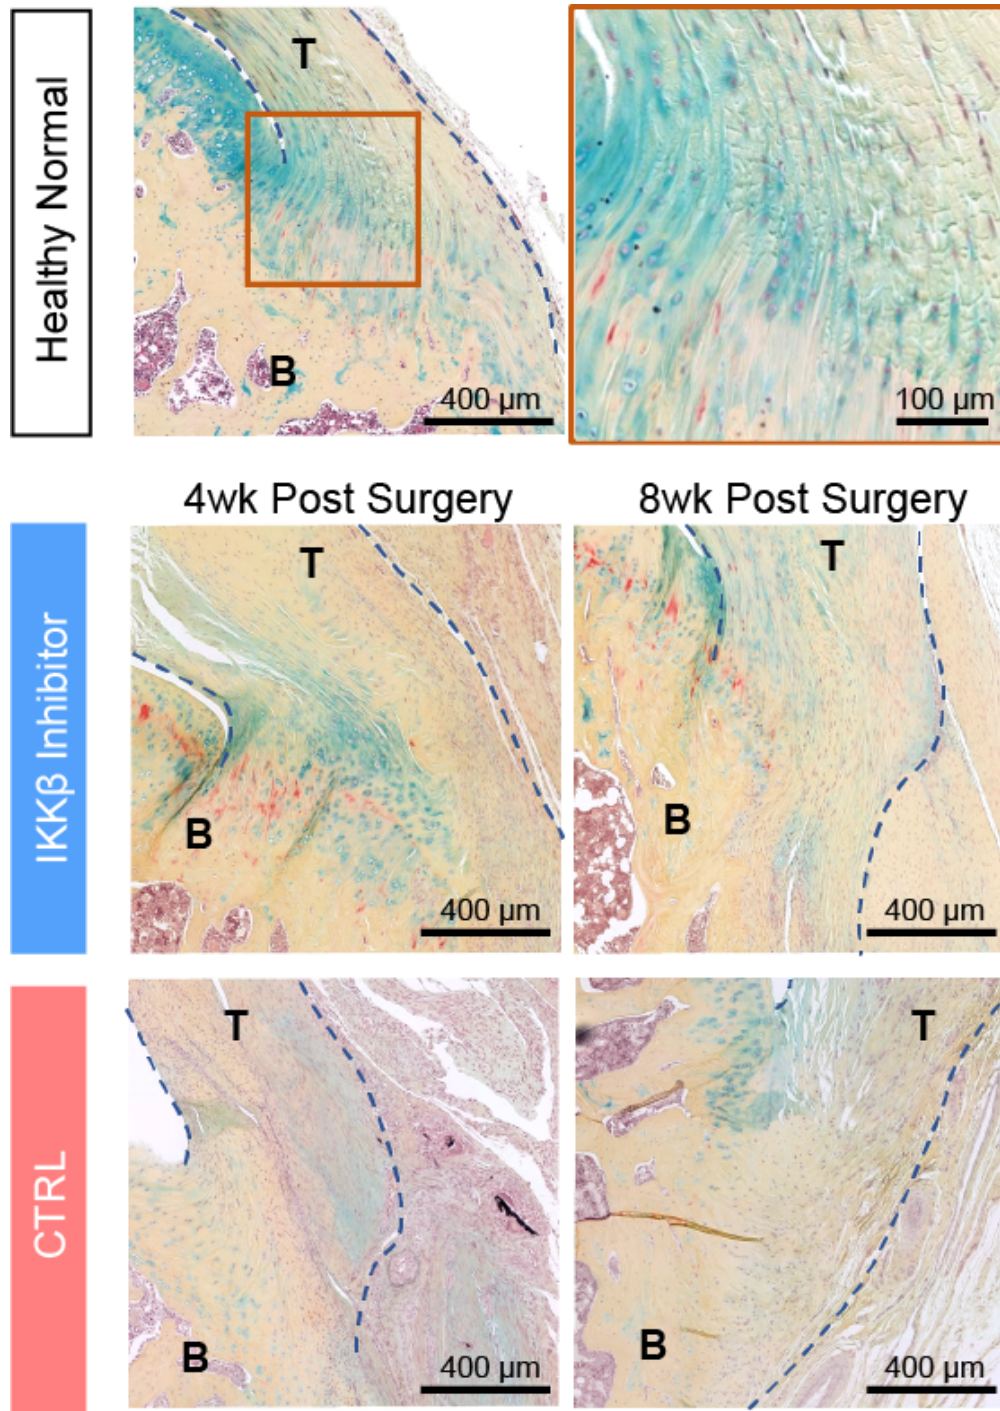 Healthy Normal
T
B
400 µm
100 µm
4wk Post Surgery
8wk Post Surgery
IKKβ Inhibitor
T
B
400 µm
T
B
400 µm
CTRL
T
B
400 µm
T
B
400 µm